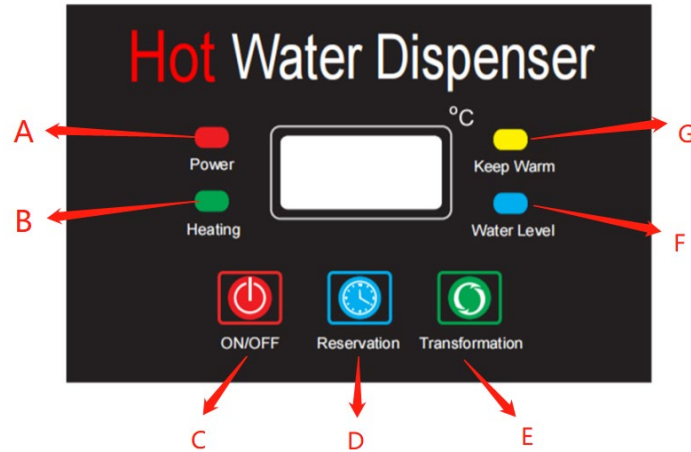 Hot Water Dispenser
°C
A
Power
Keep Warm
G
B
Heating
Water Level
F
ON/OFF
Reservation
Transformation
C
D
E